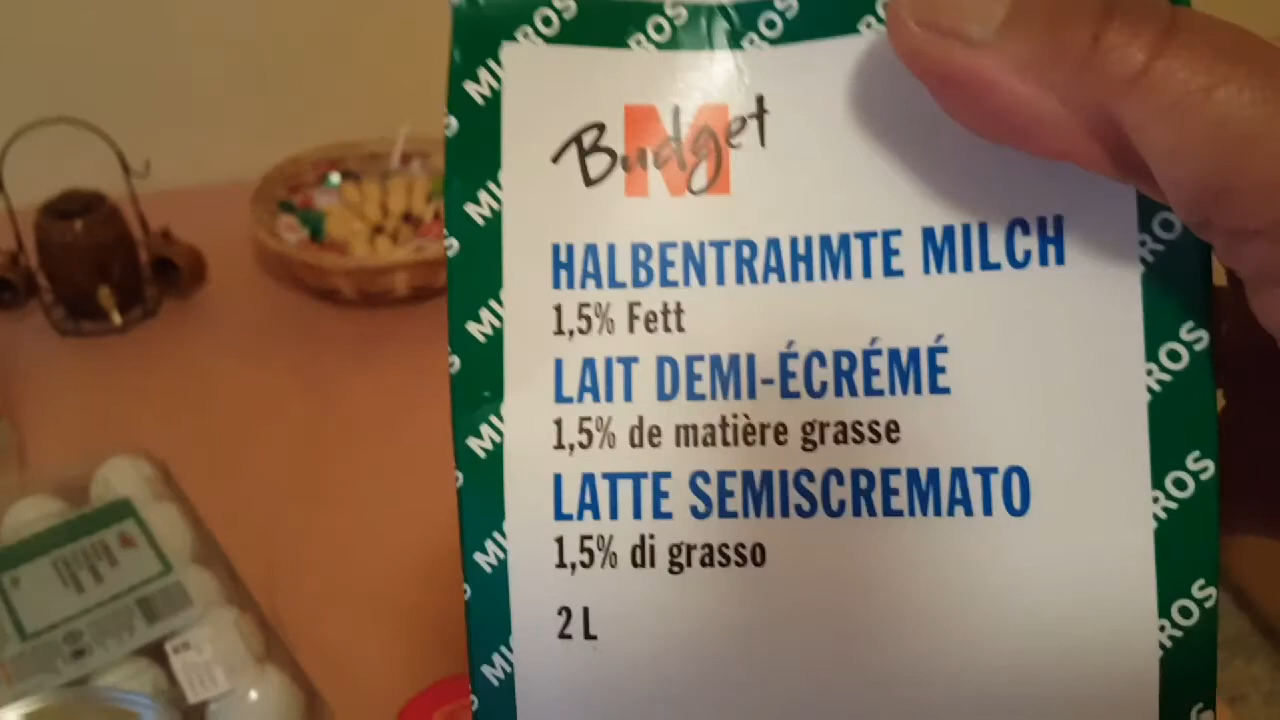 M Budget
HALBENTRAHMTE MILCH
1,5% Fett
LAIT DEMI-ÉCRÉMÉ
1,5% de matière grasse
LATTE SEMISCREMATO
1,5% di grasso
2 L